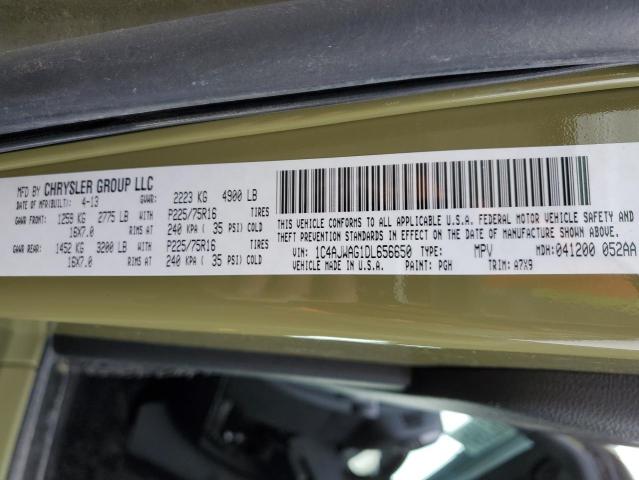 MFD BY CHRYSLER GROUP LLC
DATE OF MFR(BUILT): 4-13 GVWR: 2223 KG 4900 LB
GAWR FRONT: 1259 KG 2775 LB WITH P225/75R16 TIRES
16X7.0 RIMS AT 240 KPA ( 35 PSI) COLD
GAWR REAR: 1452 KG 3200 LB WITH P225/75R16 TIRES
16X7.0 RIMS AT 240 KPA ( 35 PSI) COLD
THIS VEHICLE CONFORMS TO ALL APPLICABLE U.S.A. FEDERAL MOTOR VEHICLE SAFETY AND
THEFT PREVENTION STANDARDS IN EFFECT ON THE DATE OF MANUFACTURE SHOWN ABOVE.
VIN: 1C4AJWAG1DL656650 TYPE: MPV MDH: 041200 052AA
VEHICLE MADE IN U.S.A. PAINT: PGH TRIM: A7X9